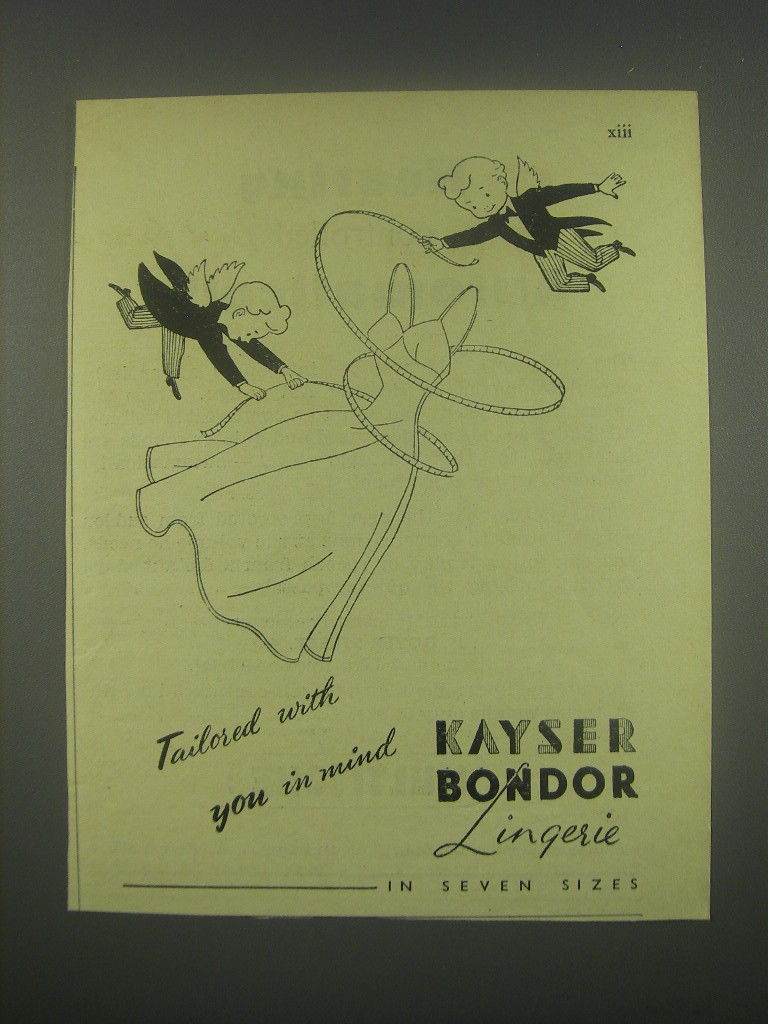 xiii
Tailored with
you in mind
KAYSER
BONDOR
Lingerie
IN SEVEN SIZES